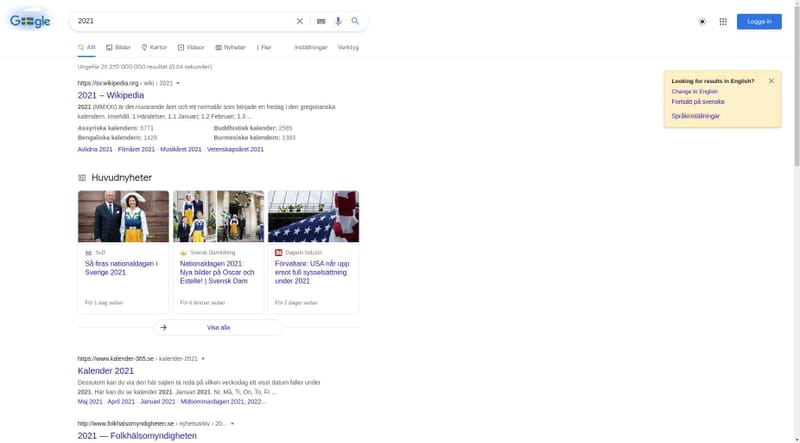 Google
2021
Logga in
Allt
Bilder
Kartor
Videor
Nyheter
Fler
Inställningar
Verktyg
Ungefär 25 270 000 000 resultat (0,64 sekunder)
https://sv.wikipedia.org › wiki › 2021
2021 – Wikipedia
2021 (MMXXI) är det nuvarande året och ett normalår som började en fredag i den gregorianska
kalendern. Innehåll. 1 Händelser. 1.1 Januari; 1.2 Februari; 1.3 ...
Assyriska kalendern: 6771
Buddhistisk kalender: 2565
Bengaliska kalendern: 1428
Burmesiska kalendern: 1383
Avlidna 2021 · Filmåret 2021 · Musikåret 2021 · Vetenskapsåret 2021
Looking for results in English?
Change to English
Fortsätt på svenska
Språkinställningar
Huvudnyheter
SvD
Så firas nationaldagen i
Sverige 2021
För 1 dag sedan
Svensk Damtidning
Nationaldagen 2021:
Nya bilder på Oscar och
Estelle! | Svensk Dam
För 6 timmar sedan
Dagens industri
Förvaltare: USA når upp
emot full sysselsättning
under 2021
För 2 dagar sedan
Visa alla
https://www.kalender-365.se › kalender-2021
Kalender 2021
Dessutom kan du via den här sajten ta reda på vilken veckodag ett visst datum faller under
2021. Här kan du se kalender 2021. Januari 2021. Nr, Må, Ti, On, To, Fr ...
Maj 2021 · April 2021 · Januari 2021 · Midsommardagen 2021, 2022...
http://www.folkhalsomyndigheten.se › nyhetsarkiv › 20...
2021 — Folkhälsomyndigheten